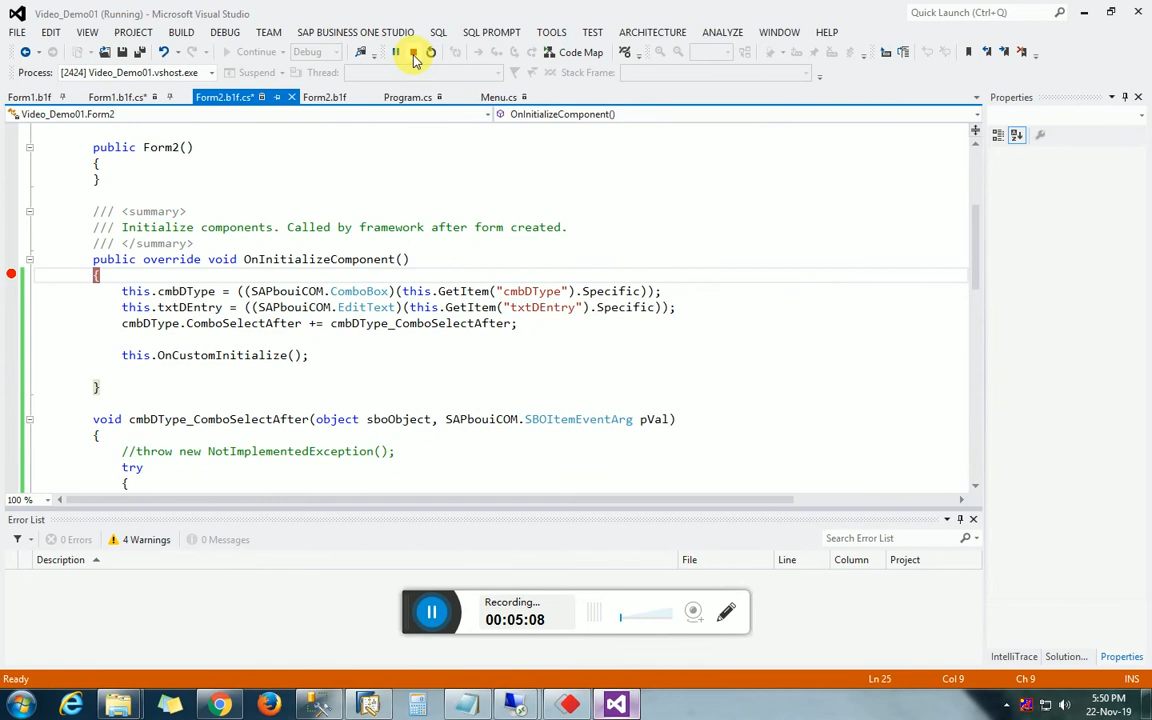 Video_Demo01 (Running) - Microsoft Visual Studio
Quick Launch (Ctrl+Q)
FILE EDIT VIEW PROJECT BUILD DEBUG TEAM SAP BUSINESS ONE STUDIO SQL SQL PROMPT TOOLS TEST ARCHITECTURE ANALYZE WINDOW HELP
Continue Debug Code Map
Process: [2424] Video_Demo01.vshost.exe Suspend Thread: Stack Frame:
Form1.b1f Form1.b1f.cs* Form2.b1f.cs* Form2.b1f Program.cs Menu.cs Properties
Video_Demo01.Form2 OnInitializeComponent()
public Form2()
{
}
/// <summary>
/// Initialize components. Called by framework after form created.
/// </summary>
public override void OnInitializeComponent()
{
this.cmbDType = ((SAPbouiCOM.ComboBox)(this.GetItem("cmbDType").Specific));
this.txtDEntry = ((SAPbouiCOM.EditText)(this.GetItem("txtDEntry").Specific));
cmbDType.ComboSelectAfter += cmbDType_ComboSelectAfter;
this.OnCustomInitialize();
}
void cmbDType_ComboSelectAfter(object sboObject, SAPbouiCOM.SBOItemEventArg pVal)
{
//throw new NotImplementedException();
try
{
100 %
Error List
0 Errors 4 Warnings 0 Messages Search Error List
Description File Line Column Project
Recording...
00:05:08
IntelliTrace Solution... Properties
Ready Ln 25 Col 9 Ch 9 INS
5:50 PM
22-Nov-19